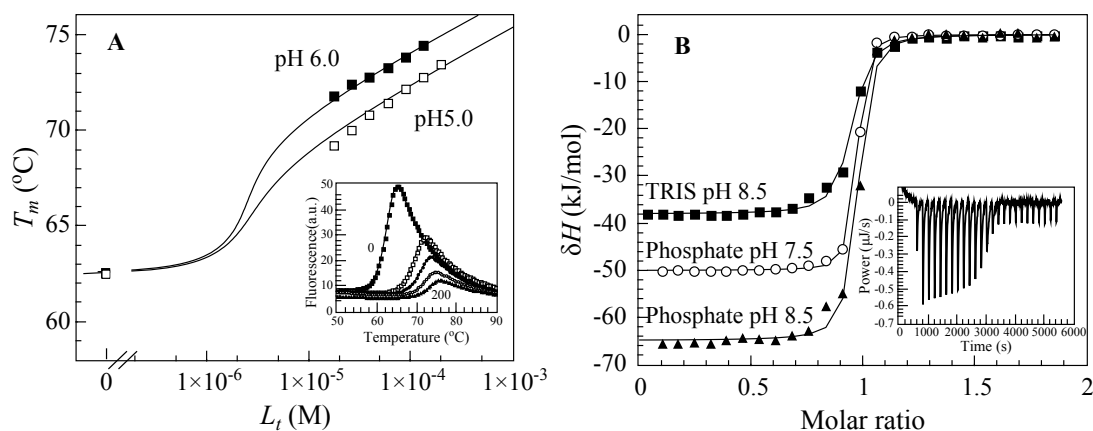 A
75
70
65
60
T_m (°C)
pH 6.0
pH5.0
0
1×10⁻⁶
1×10⁻⁵
1×10⁻⁴
1×10⁻³
L_t (M)
Fluorescence(a.u.)
50
40
30
20
10
0
0
200
50 60 70 80 90
Temperature (°C)
B
0
-10
-20
-30
-40
-50
-60
-70
δH (kJ/mol)
TRIS pH 8.5
Phosphate pH 7.5
Phosphate pH 8.5
0 0.5 1 1.5 2
Molar ratio
Power (µJ/s)
0
-0.1
-0.2
-0.3
-0.4
-0.5
-0.6
-0.7
0 1000 2000 3000 4000 5000 6000
Time (s)